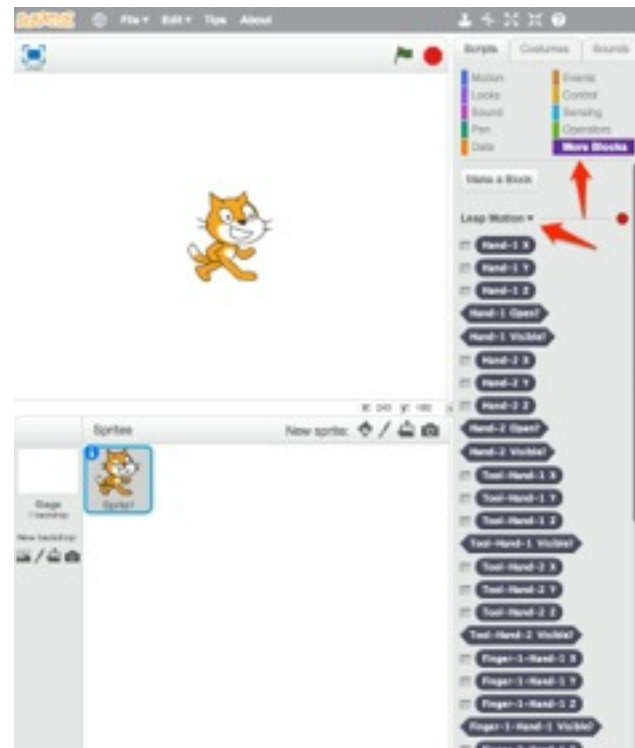 SCRATCH File Edit Tips About
Scripts Costumes Sounds
Motion Events
Looks Control
Sound Sensing
Pen Operators
Data More Blocks
Make a Block
Leap Motion
Hand-1 X
Hand-1 Y
Hand-1 Z
Hand-1 Open?
Hand-1 Visible?
Hand-2 X
Hand-2 Y
Hand-2 Z
Hand-2 Open?
Hand-2 Visible?
Tool-Hand-1 X
Tool-Hand-1 Y
Tool-Hand-1 Z
Tool-Hand-1 Visible?
Tool-Hand-2 X
Tool-Hand-2 Y
Tool-Hand-2 Z
Tool-Hand-2 Visible?
Finger-1-Hand-1 X
Finger-1-Hand-1 Y
Finger-1-Hand-1 Z
Finger-1-Hand-1 Visible?
X: 240 y: -180
Sprites New sprite:
Sprite1
Stage
1 backdrop
New backdrop: